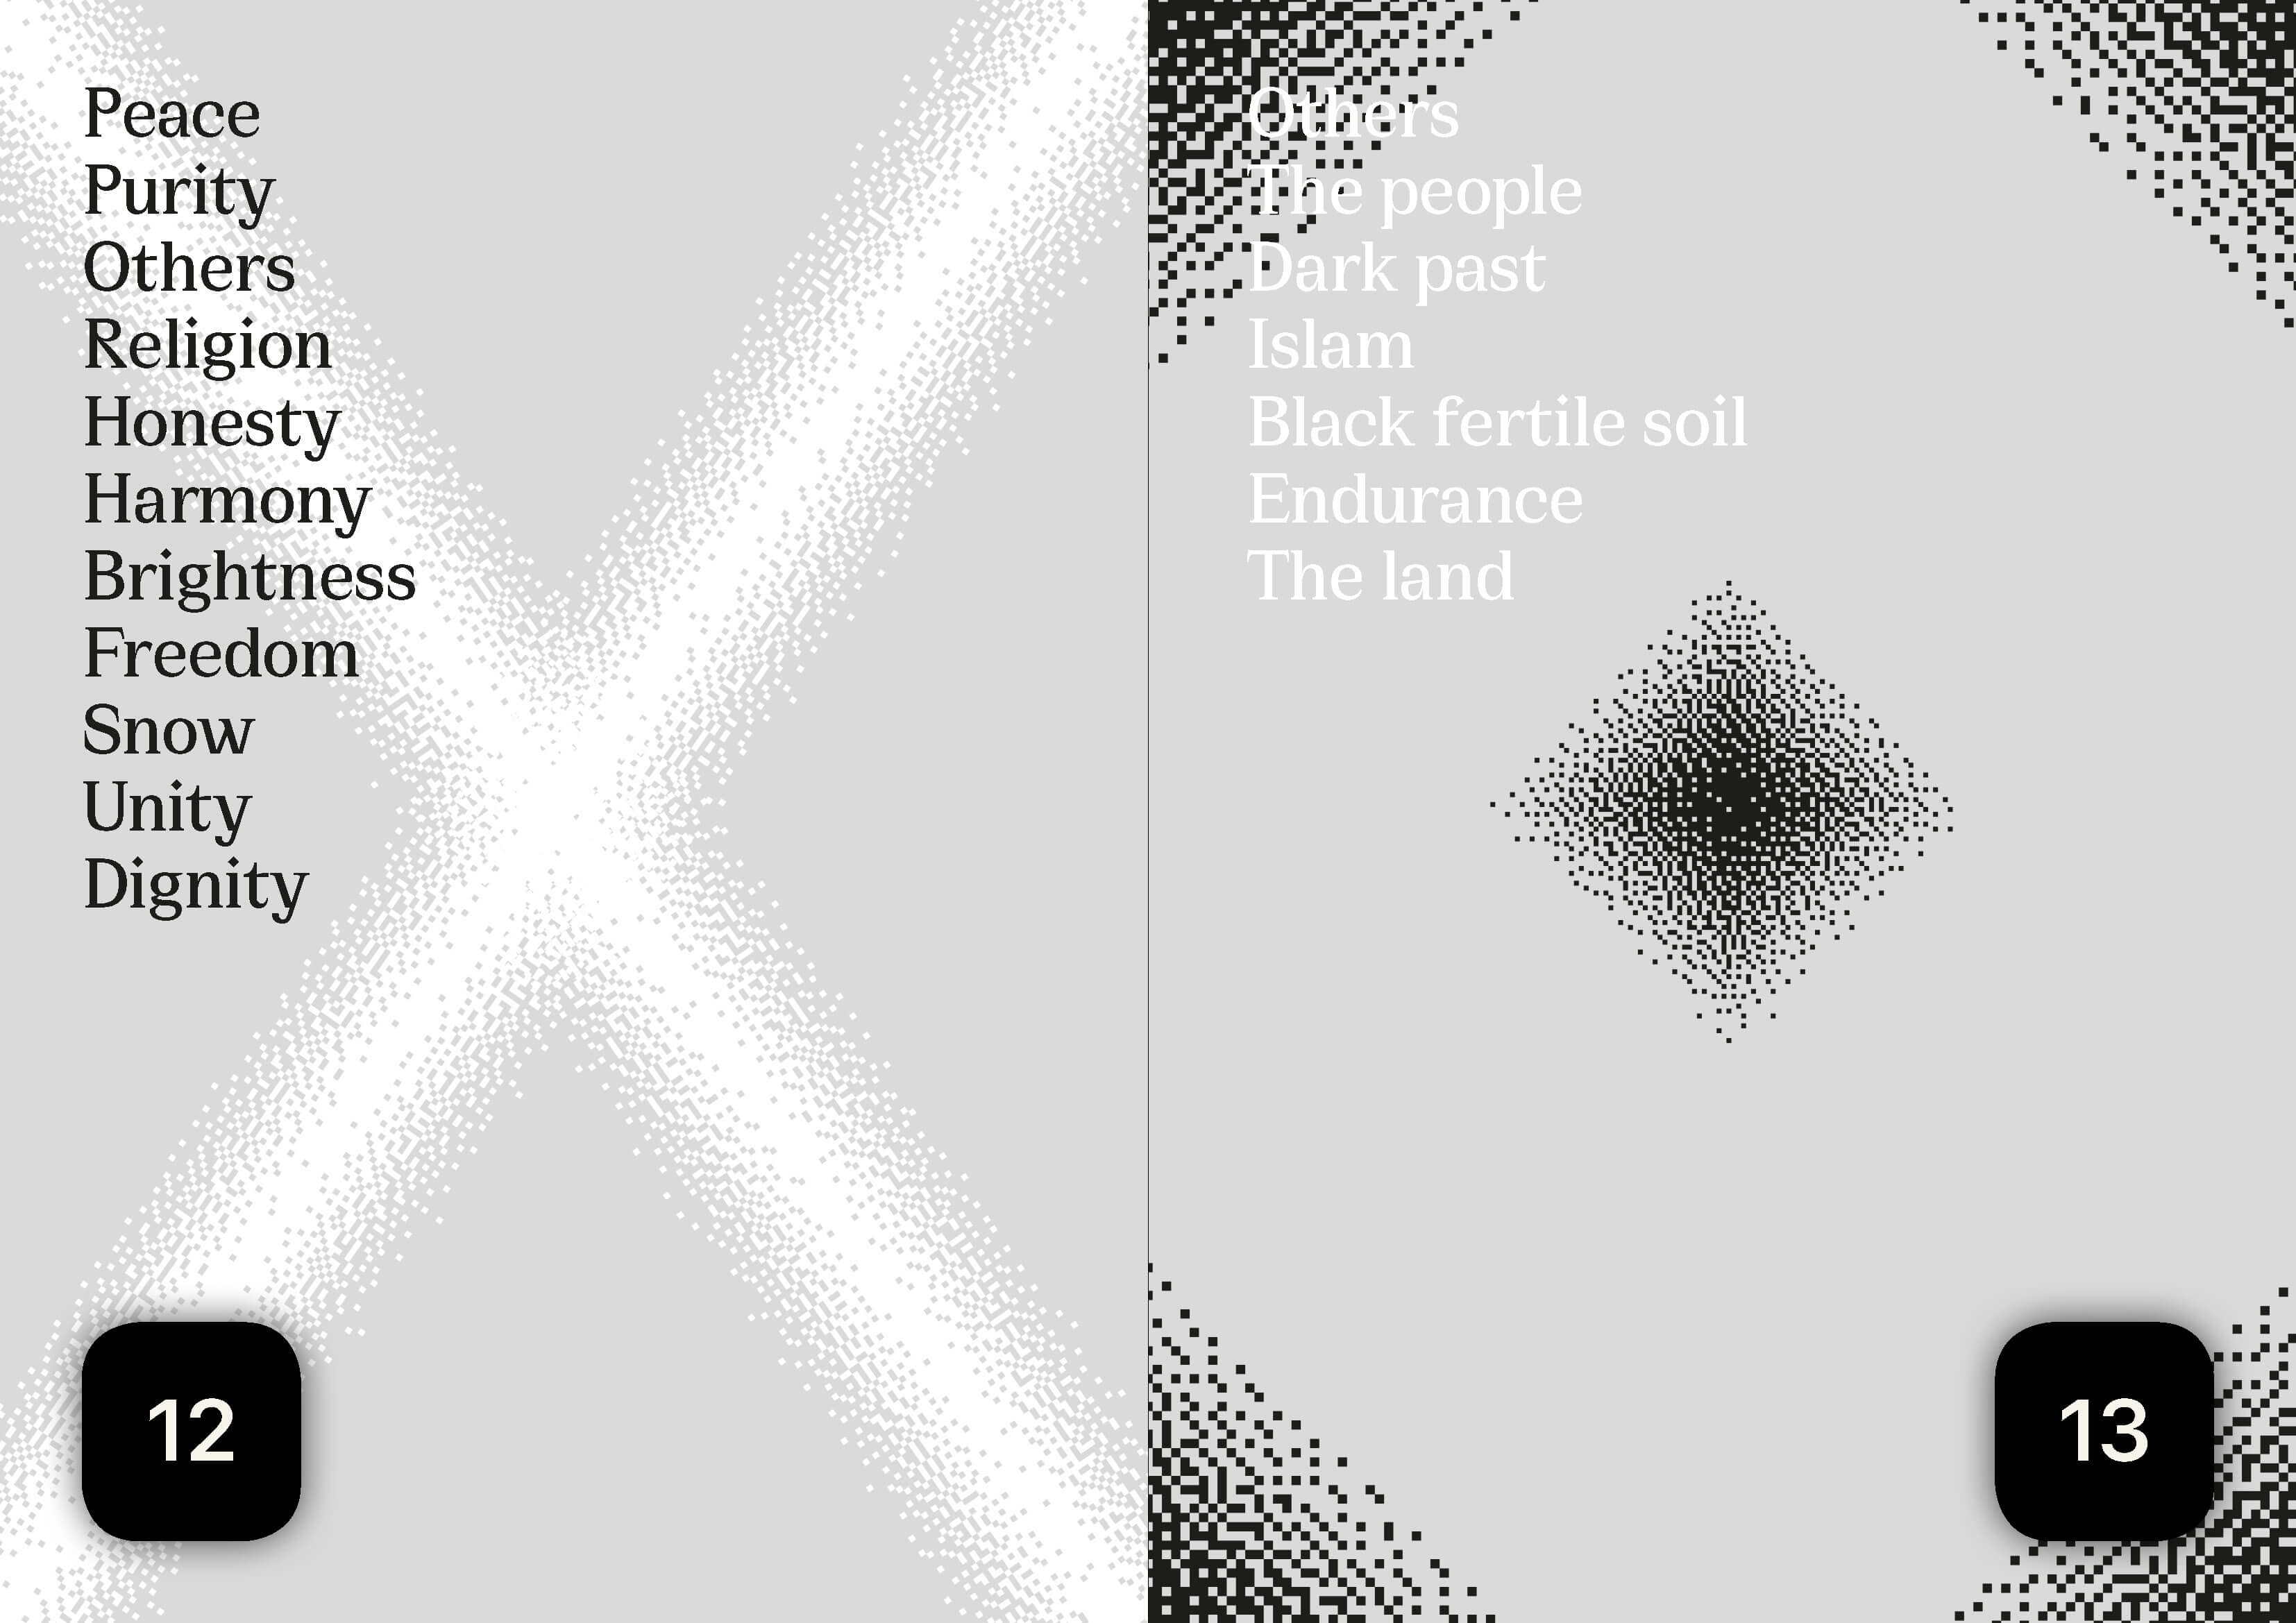 Peace
Purity
Others
Religion
Honesty
Harmony
Brightness
Freedom
Snow
Unity
Dignity
12
Others
The people
Dark past
Islam
Black fertile soil
Endurance
The land
13